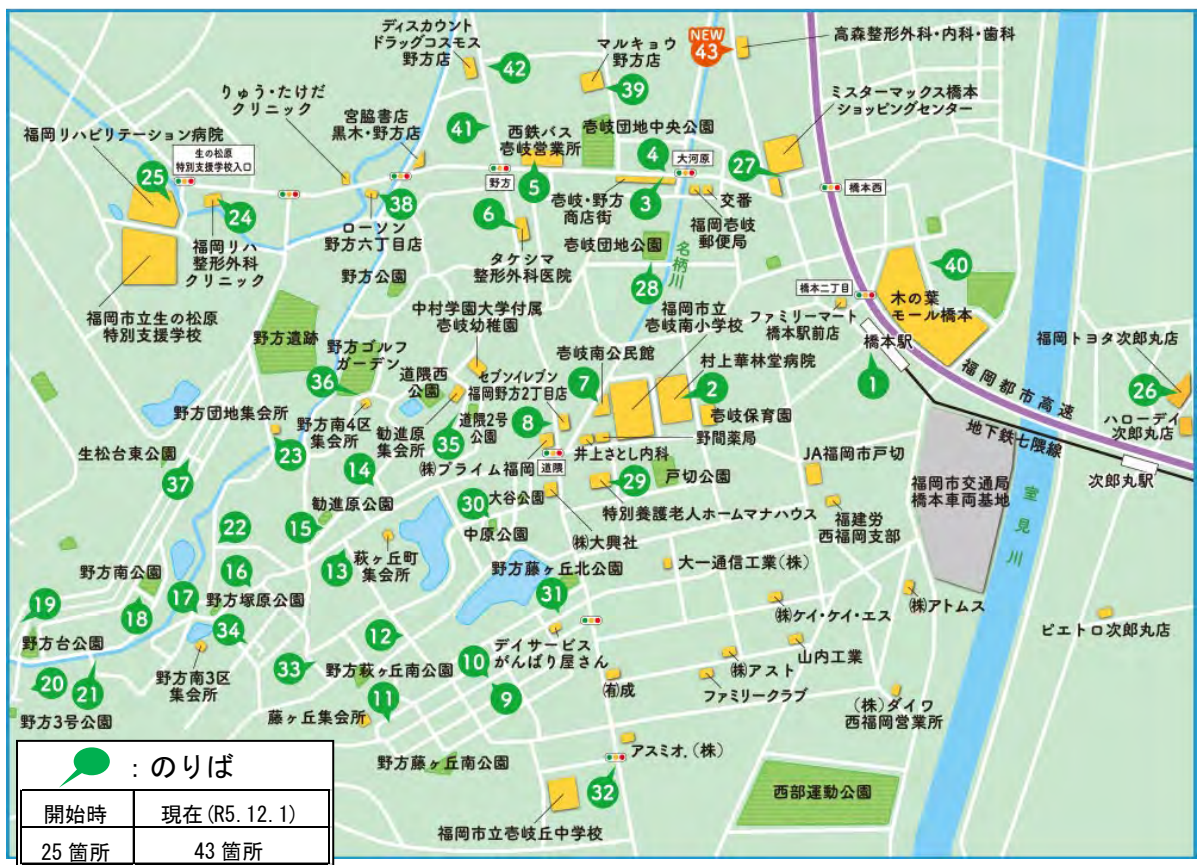 ディスカウント
ドラッグコスモス
野方店
42
マルキョウ
野方店
39
NEW
43
高森整形外科・内科・歯科
りゅう・たけだ
クリニック
宮脇書店
黒木・野方店
41
西鉄バス
壱岐営業所
壱岐団地中央公園
ミスターマックス橋本
ショッピングセンター
福岡リハビリテーション病院
生の松原
特別支援学校入口
25
24
38
野方
5
4
大河原
27
橋本西
3
交番
壱岐・野方
商店街
福岡壱岐
郵便局
6
福岡リハ
整形外科
クリニック
ローソン
野方六丁目店
タケシマ
整形外科医院
壱岐団地公園
28
名柄川
40
野方公園
福岡市立生の松原
特別支援学校
中村学園大学付属
壱岐幼稚園
福岡市立
壱岐南小学校
橋本二丁目
ファミリーマート
橋本駅前店
木の葉
モール橋本
橋本駅
1
福岡トヨタ次郎丸店
26
ハローデイ
次郎丸店
野方遺跡
野方ゴルフ
ガーデン
36
道隈西
公園
セブンイレブン
福岡野方2丁目店
壱岐南公民館
7
村上華林堂病院
2
壱岐保育園
福岡都市高速
地下鉄七隈線
次郎丸駅
野方団地集会所
23
野方南4区
集会所
勧進原
集会所
35
道隈2号
公園
8
野間薬局
井上さとし内科
道隈
㈱プライム福岡
生松台東公園
37
14
勧進原公園
15
大谷公園
30
中原公園
29
戸切公園
特別養護老人ホームマナハウス
㈱大興社
JA福岡市戸切
福建労
西福岡支部
福岡市交通局
橋本車両基地
室見川
22
13
萩ヶ丘町
集会所
野方藤ヶ丘北公園
31
大一通信工業(株)
野方南公園
16
17
野方塚原公園
18
19
34
野方台公園
12
デイサービス
がんばり屋さん
㈱ケイ・ケイ・エス
㈱アトムス
ピエトロ次郎丸店
20
21
野方3号公園
野方南3区
集会所
33
野方萩ヶ丘南公園
10
9
11
藤ヶ丘集会所
㈲成
㈱アスト
山内工業
ファミリークラブ
(株)ダイワ
西福岡営業所
野方藤ヶ丘南公園
アスミオ.(株)
32
福岡市立壱岐丘中学校
西部運動公園
:のりば
開始時 現在(R5.12.1)
25箇所 43箇所